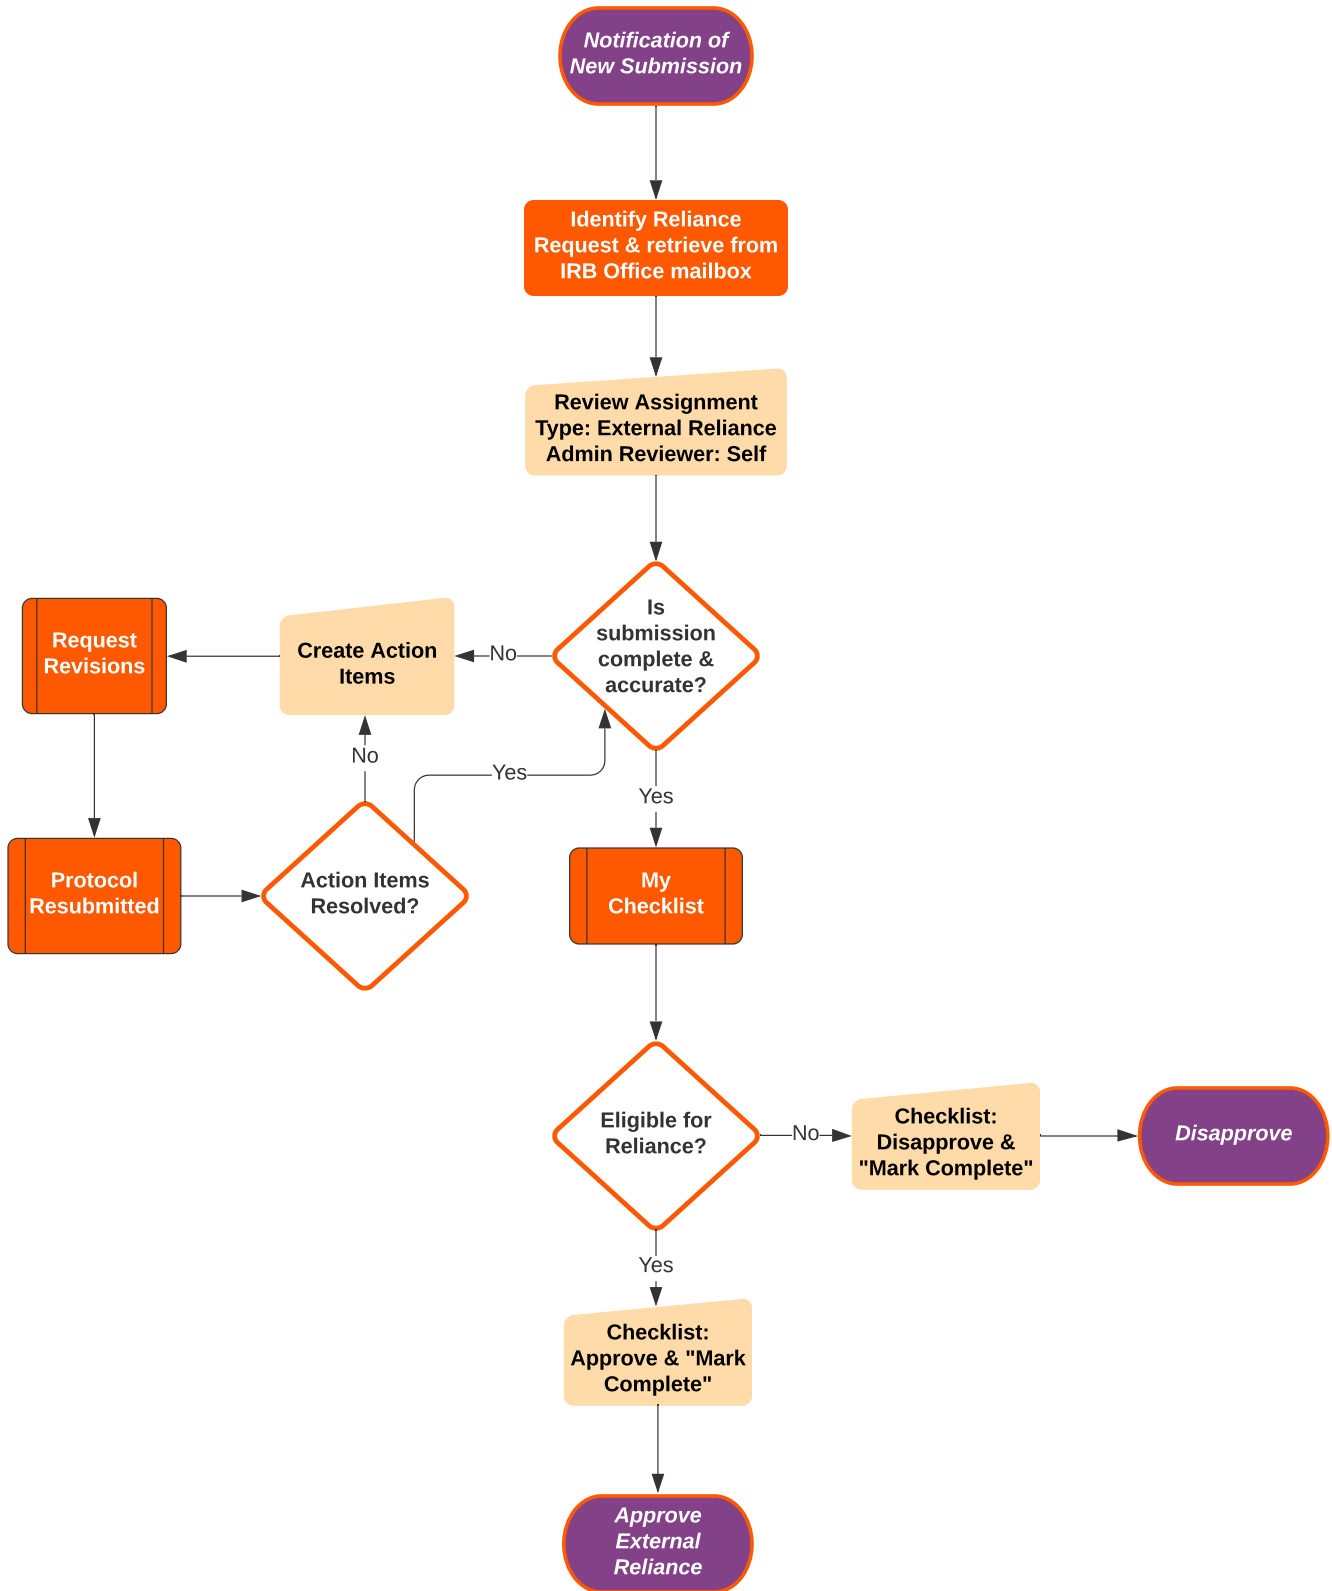 Notification of
New Submission
Identify Reliance
Request & retrieve from
IRB Office mailbox
Review Assignment
Type: External Reliance
Admin Reviewer: Self
Is
submission
complete &
accurate?
No
Create Action
Items
Request
Revisions
No
Yes
Yes
Protocol
Resubmitted
Action Items
Resolved?
My
Checklist
Eligible for
Reliance?
No
Checklist:
Disapprove &
"Mark Complete"
Disapprove
Yes
Checklist:
Approve & "Mark
Complete"
Approve
External
Reliance